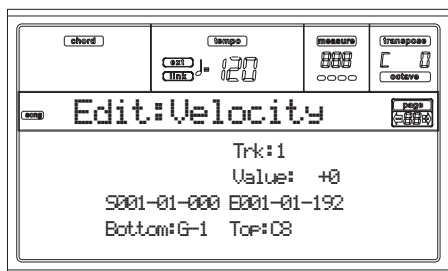 chord tempo measure transpose
ext link 120 888 C 0
octave
song Edit:Velocity page 88
Trk:1
Value: +0
S001-01-000 E001-01-192
Bottom:G-1 Top:C8